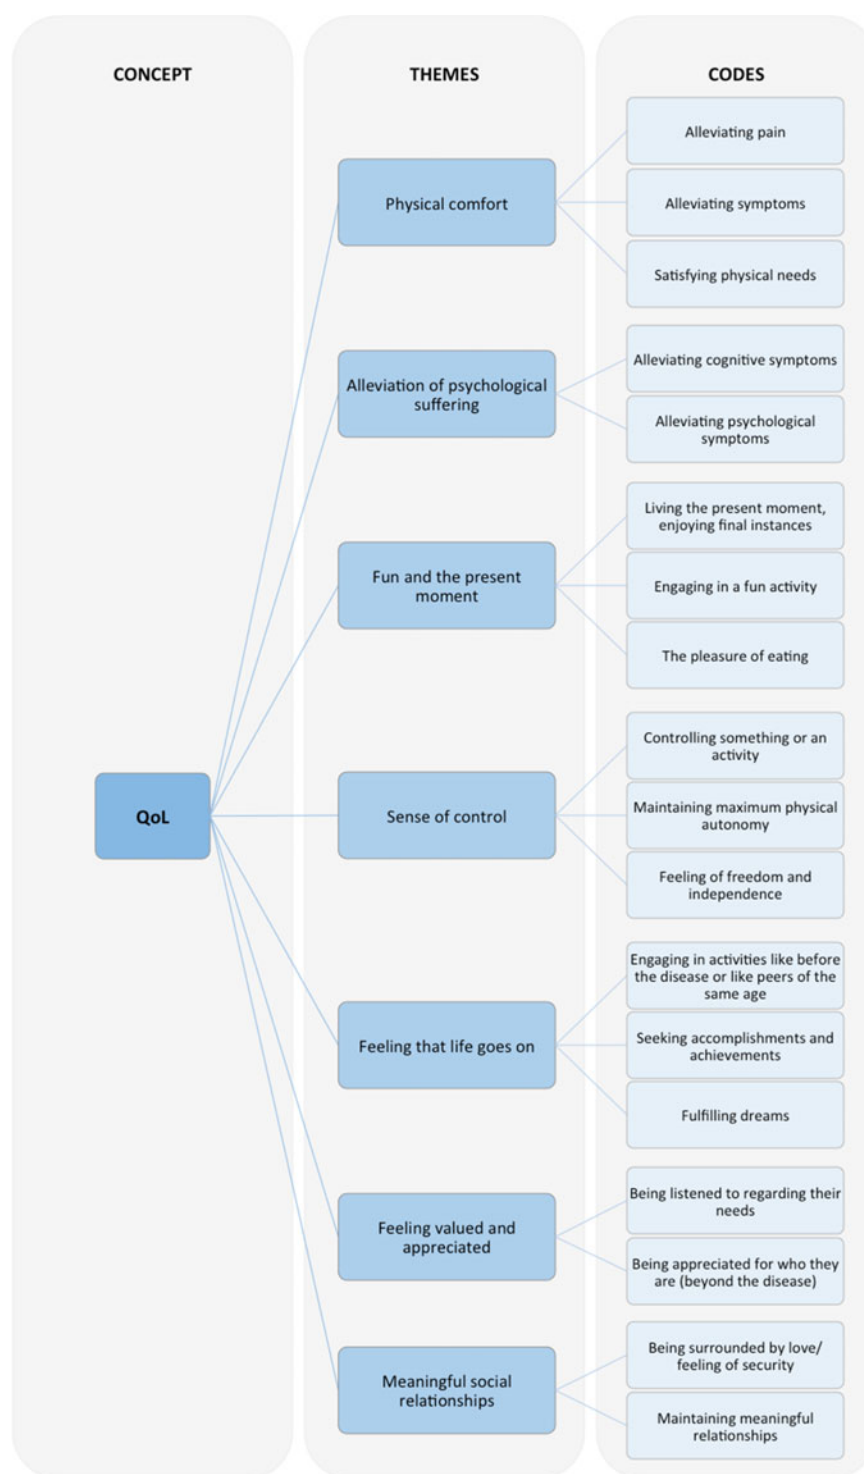 CONCEPT
THEMES
CODES
QoL
Physical comfort
Alleviating pain
Alleviating symptoms
Satisfying physical needs
Alleviation of psychological
suffering
Alleviating cognitive symptoms
Alleviating psychological
symptoms
Fun and the present
moment
Living the present moment,
enjoying final instances
Engaging in a fun activity
The pleasure of eating
Sense of control
Controlling something or an
activity
Maintaining maximum physical
autonomy
Feeling of freedom and
independence
Feeling that life goes on
Engaging in activities like before
the disease or like peers of the
same age
Seeking accomplishments and
achievements
Fulfilling dreams
Feeling valued and
appreciated
Being listened to regarding their
needs
Being appreciated for who they
are (beyond the disease)
Meaningful social
relationships
Being surrounded by love/
feeling of security
Maintaining meaningful
relationships